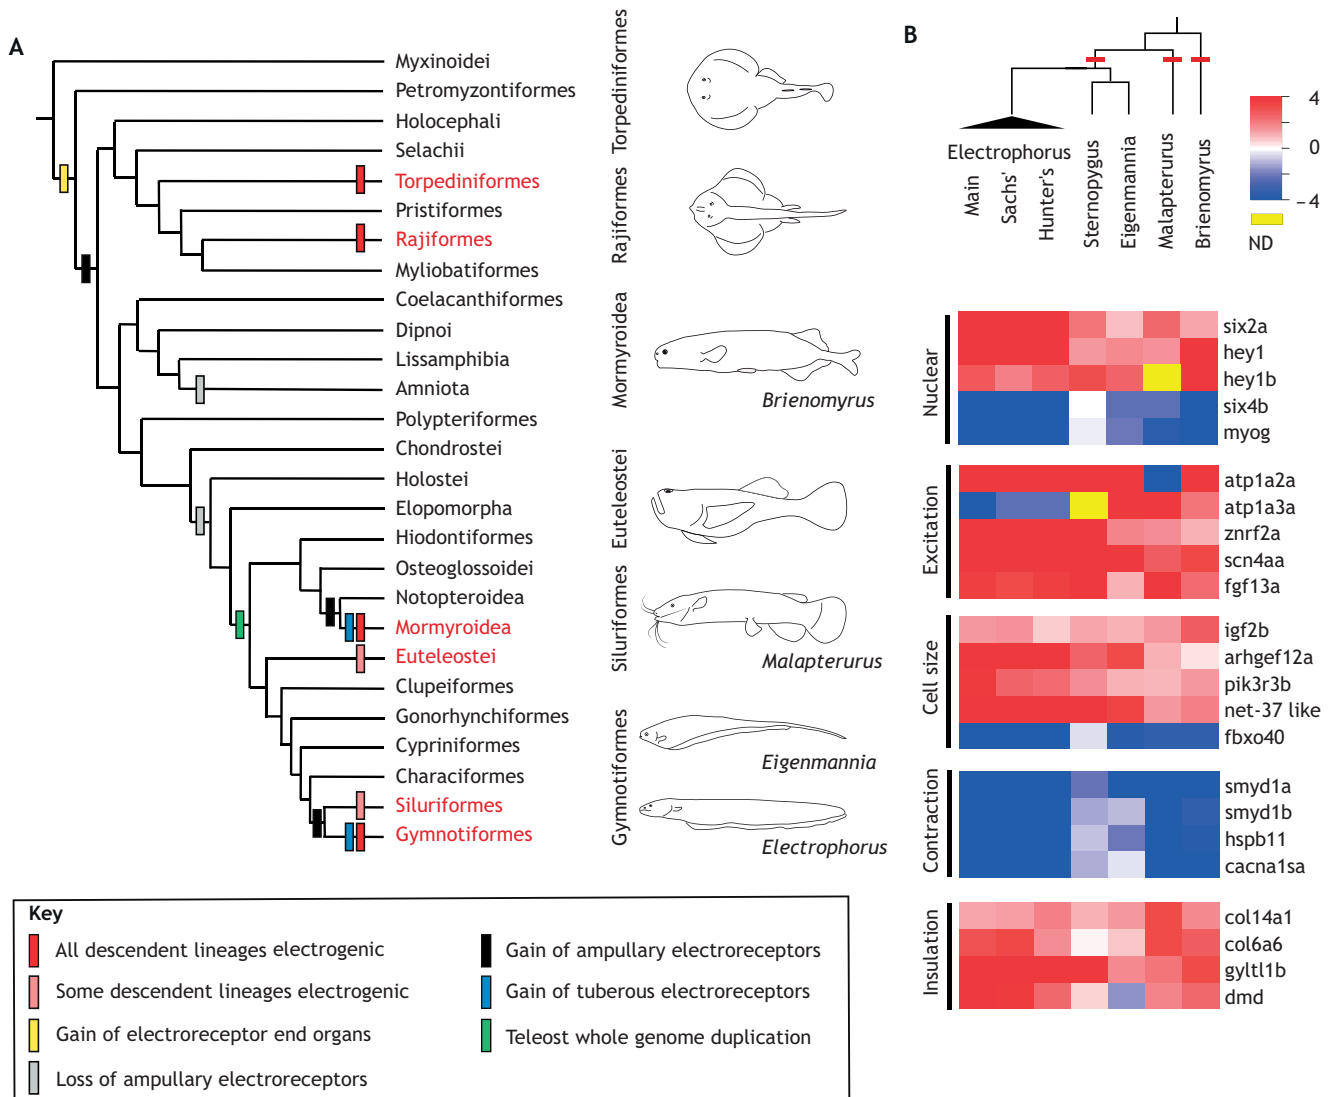 A
Myxinoidei
Petromyzontiformes
Holocephali
Selachii
Torpediniformes
Pristiformes
Rajiformes
Myliobatiformes
Coelacanthiformes
Dipnoi
Lissamphibia
Amniota
Polypteriformes
Chondrostei
Holostei
Elopomorpha
Hiodontiformes
Osteoglossoidei
Notopteroidea
Mormyroidea
Euteleostei
Clupeiformes
Gonorhynchiformes
Cypriniformes
Characiformes
Siluriformes
Gymnotiformes
Torpediniformes
Rajiformes
Mormyroidea
Brienomyrus
Euteleostei
Siluriformes
Malapterurus
Gymnotiformes
Eigenmannia
Electrophorus
Key
All descendent lineages electrogenic
Some descendent lineages electrogenic
Gain of electroreceptor end organs
Loss of ampullary electroreceptors
Gain of ampullary electroreceptors
Gain of tuberous electroreceptors
Teleost whole genome duplication
B
Electrophorus
Main
Sachs'
Hunter's
Sternopygus
Eigenmannia
Malapterurus
Brienomyrus
4
0
−4
ND
Nuclear
six2a
hey1
hey1b
six4b
myog
Excitation
atp1a2a
atp1a3a
znrf2a
scn4aa
fgf13a
Cell size
igf2b
arhgef12a
pik3r3b
net-37 like
fbxo40
Contraction
smyd1a
smyd1b
hspb11
cacna1sa
Insulation
col14a1
col6a6
gyltl1b
dmd